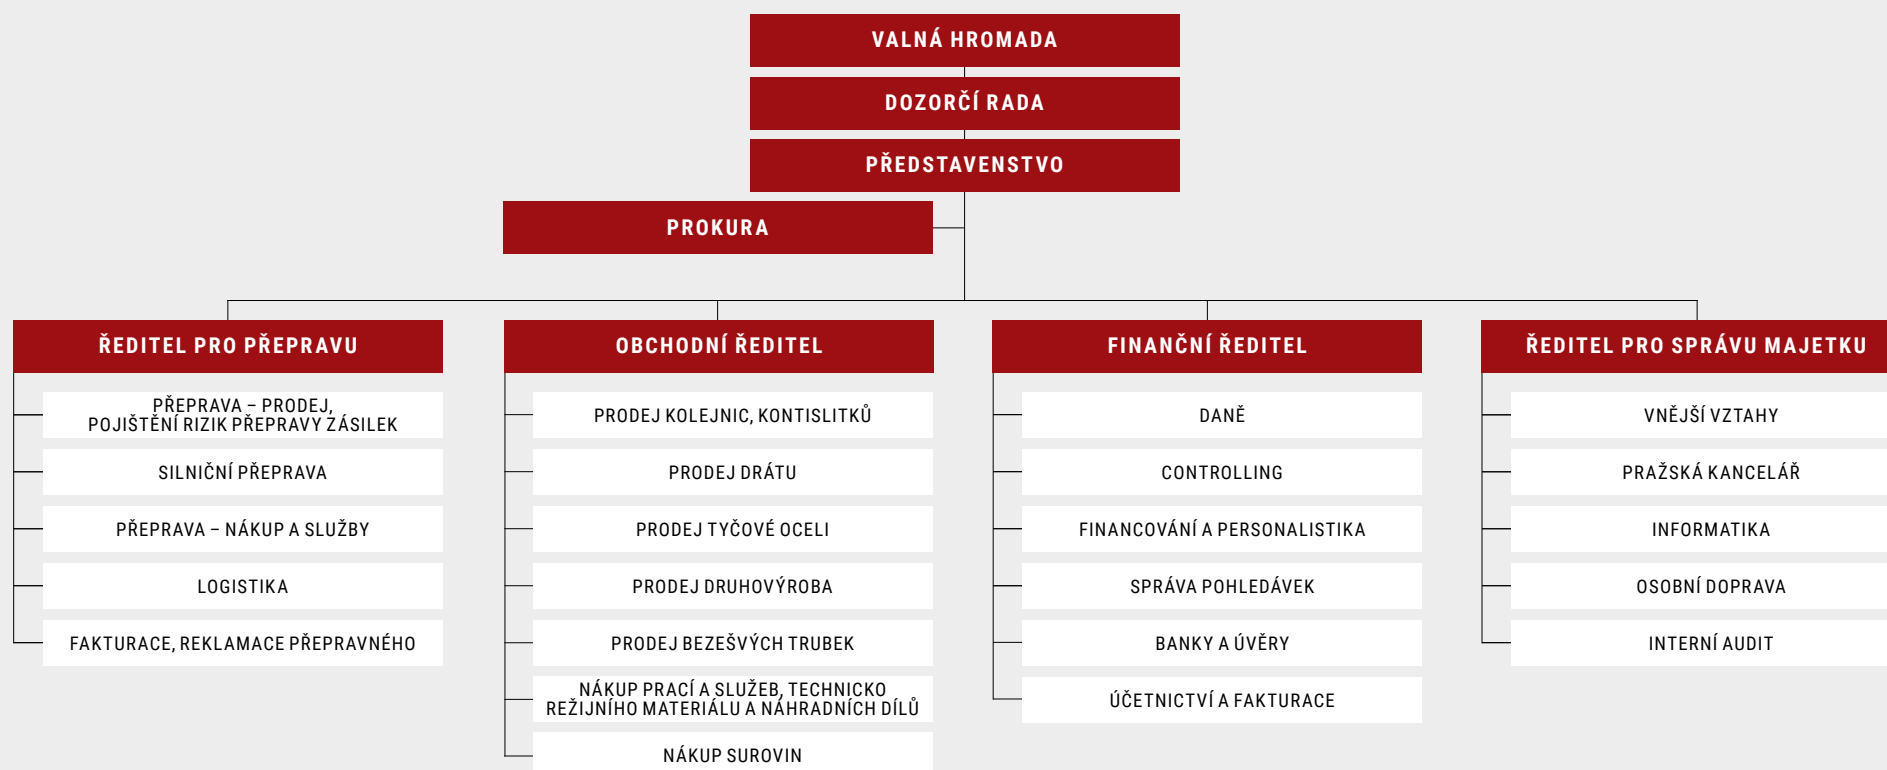 VALNÁ HROMADA
DOZORČÍ RADA
PŘEDSTAVENSTVO
PROKURA
ŘEDITEL PRO PŘEPRAVU
PŘEPRAVA – PRODEJ,
POJIŠTĚNÍ RIZIK PŘEPRAVY ZÁSILEK
SILNIČNÍ PŘEPRAVA
PŘEPRAVA – NÁKUP A SLUŽBY
LOGISTIKA
FAKTURACE, REKLAMACE PŘEPRAVNÉHO
OBCHODNÍ ŘEDITEL
PRODEJ KOLEJNIC, KONTISLITKŮ
PRODEJ DRÁTU
PRODEJ TYČOVÉ OCELI
PRODEJ DRUHOVÝROBA
PRODEJ BEZEŠVÝCH TRUBEK
NÁKUP PRACÍ A SLUŽEB, TECHNICKO
REŽIJNÍHO MATERIÁLU A NÁHRADNÍCH DÍLŮ
NÁKUP SUROVIN
FINANČNÍ ŘEDITEL
DANĚ
CONTROLLING
FINANCOVÁNÍ A PERSONALISTIKA
SPRÁVA POHLEDÁVEK
BANKY A ÚVĚRY
ÚČETNICTVÍ A FAKTURACE
ŘEDITEL PRO SPRÁVU MAJETKU
VNĚJŠÍ VZTAHY
PRAŽSKÁ KANCELÁŘ
INFORMATIKA
OSOBNÍ DOPRAVA
INTERNÍ AUDIT